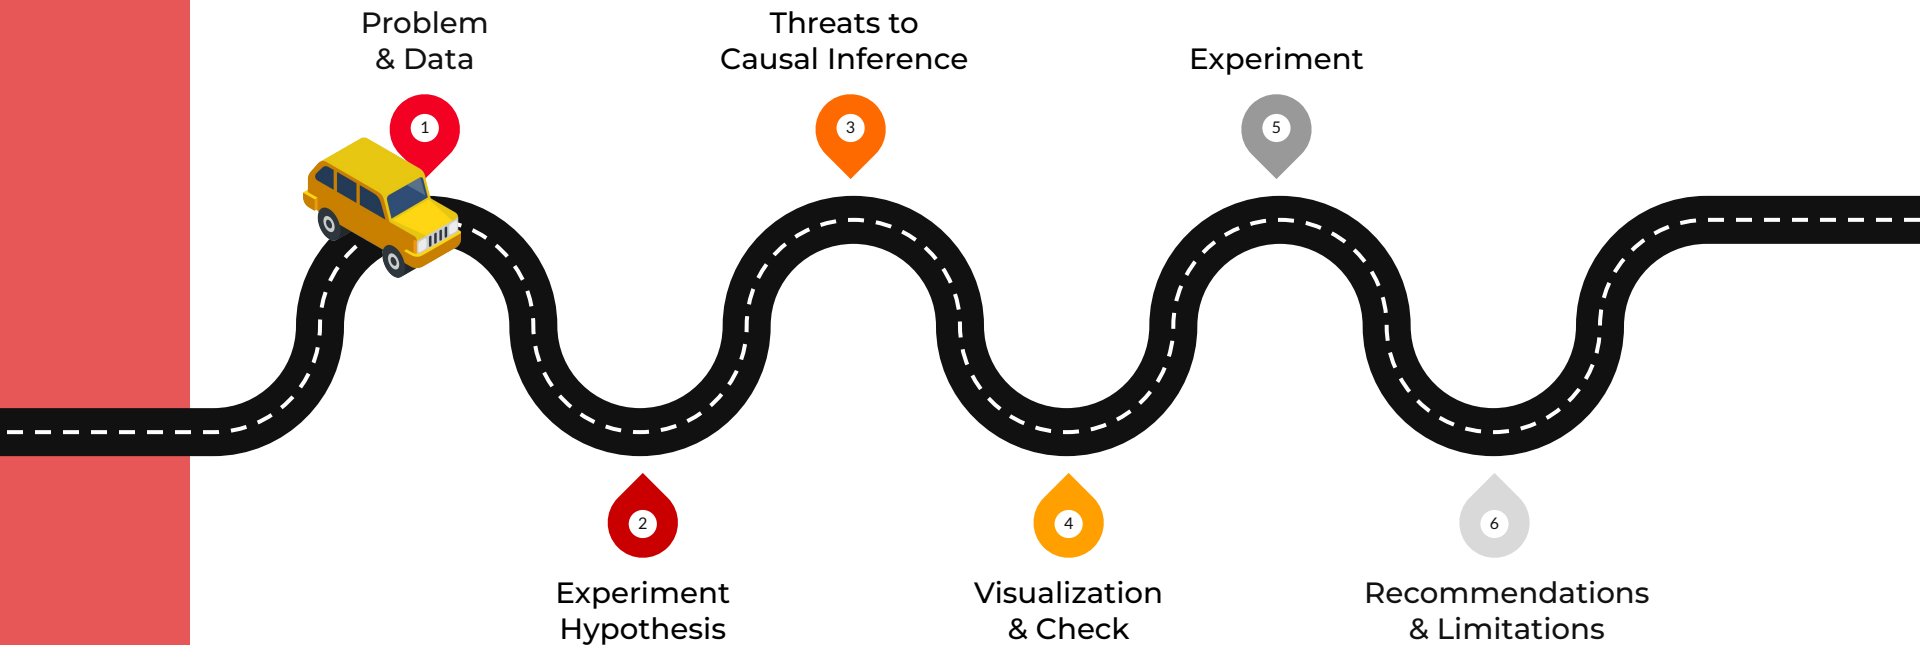 Problem
& Data
1
Experiment
Hypothesis
2
Threats to
Causal Inference
3
Visualization
& Check
4
Experiment
5
Recommendations
& Limitations
6